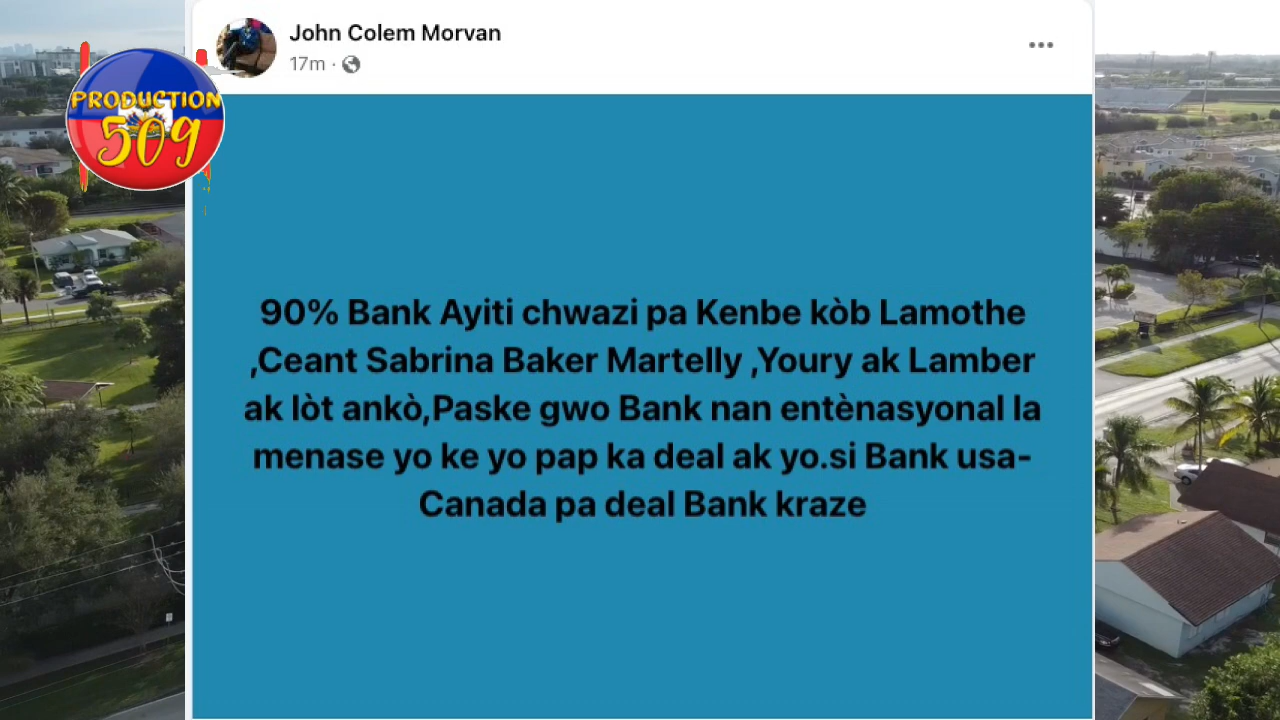 John Colem Morvan
17m ·
PRODUCTION
509
90% Bank Ayiti chwazi pa Kenbe kòb Lamothe
,Ceant Sabrina Baker Martelly ,Youry ak Lamber
ak lòt ankò,Paske gwo Bank nan entènasyonal la
menase yo ke yo pap ka deal ak yo.si Bank usa-
Canada pa deal Bank kraze